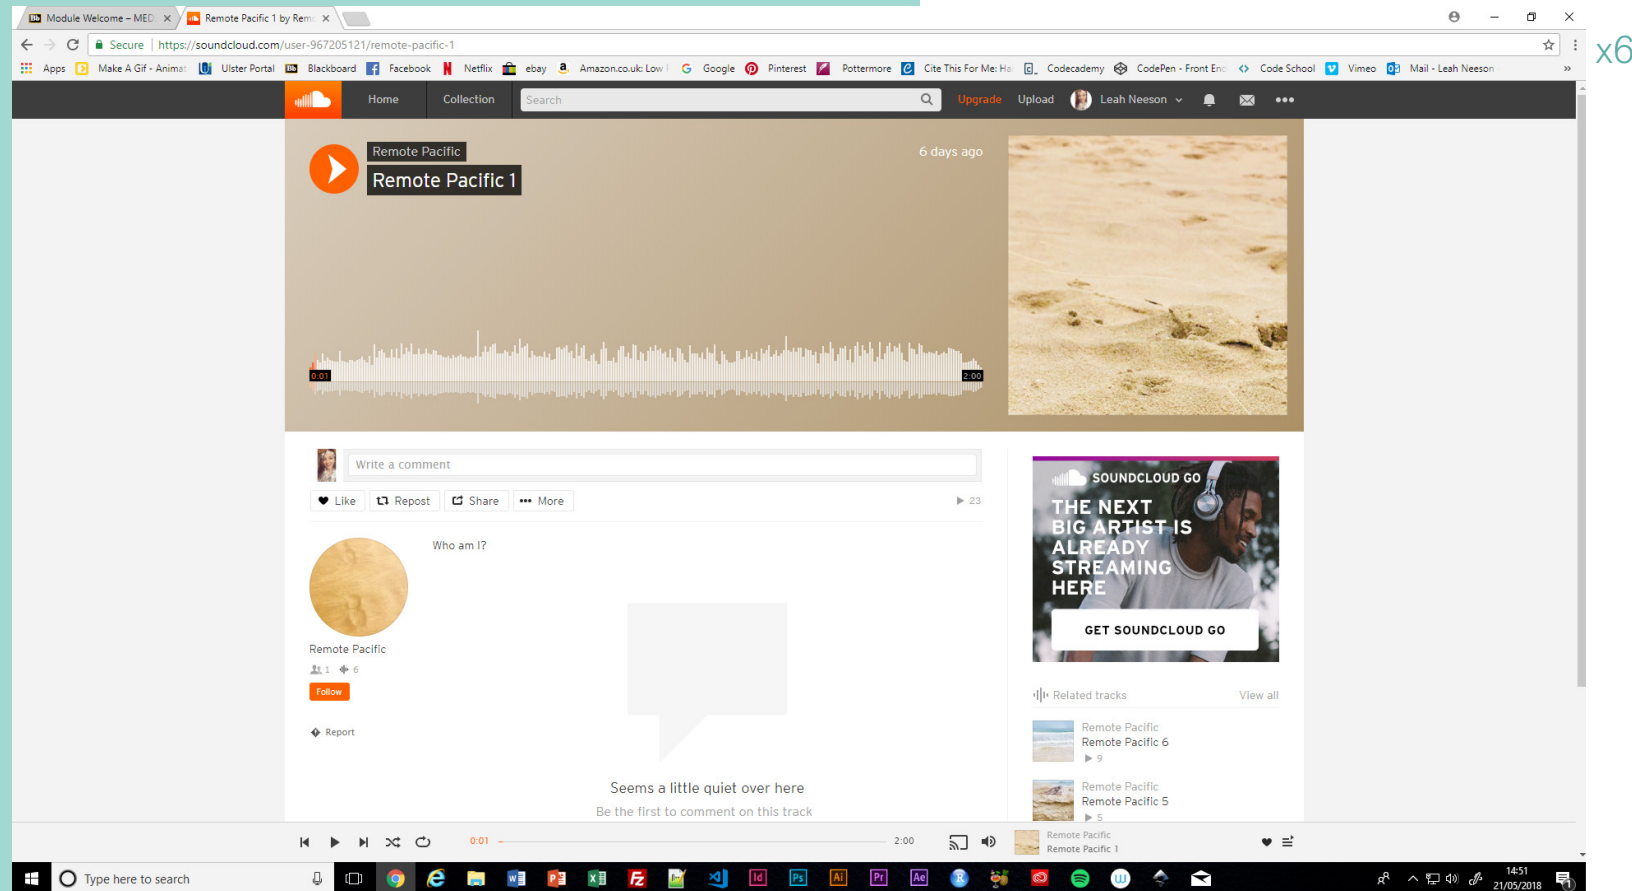 Module Welcome – MED
Remote Pacific 1 by Rem
Secure | https://soundcloud.com/user-967205121/remote-pacific-1
x6
Apps Make A Gif - Animat Ulster Portal Blackboard Facebook Netflix ebay Amazon.co.uk: Low Google Pinterest Pottermore Cite This For Me: Ha Codecademy CodePen - Front End Code School Vimeo Mail - Leah Neeson »
Home Collection Search Upgrade Upload Leah Neeson
Remote Pacific
6 days ago
Remote Pacific 1
0:01
2:00
Write a comment
Like Repost Share More
23
Who am I?
Remote Pacific
1 6
Follow
Report
Seems a little quiet over here
Be the first to comment on this track
SOUNDCLOUD GO
THE NEXT
BIG ARTIST IS
ALREADY
STREAMING
HERE
GET SOUNDCLOUD GO
Related tracks View all
Remote Pacific
Remote Pacific 6
9
Remote Pacific
Remote Pacific 5
5
0:01 2:00
Remote Pacific
Remote Pacific 1
Type here to search
14:51
21/05/2018